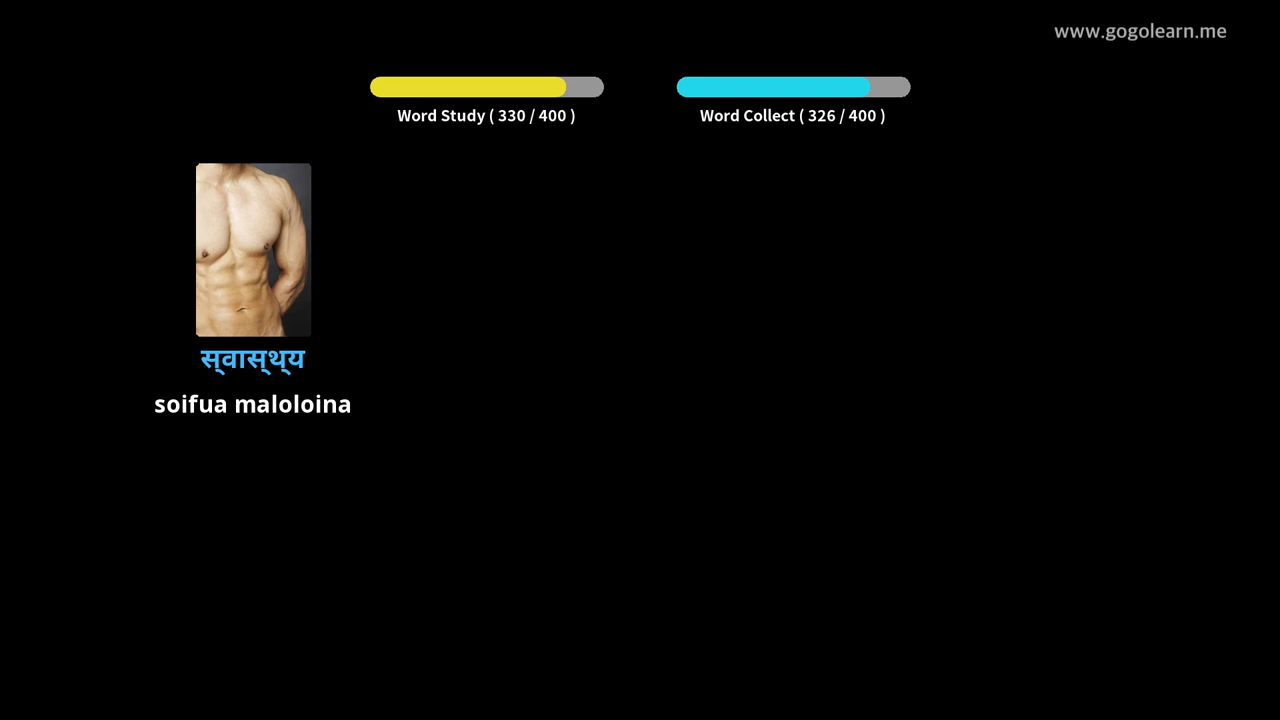 www.gogolearn.me
Word Study ( 330 / 400 )
Word Collect ( 326 / 400 )
स्वास्थ्य
soifua maloloina